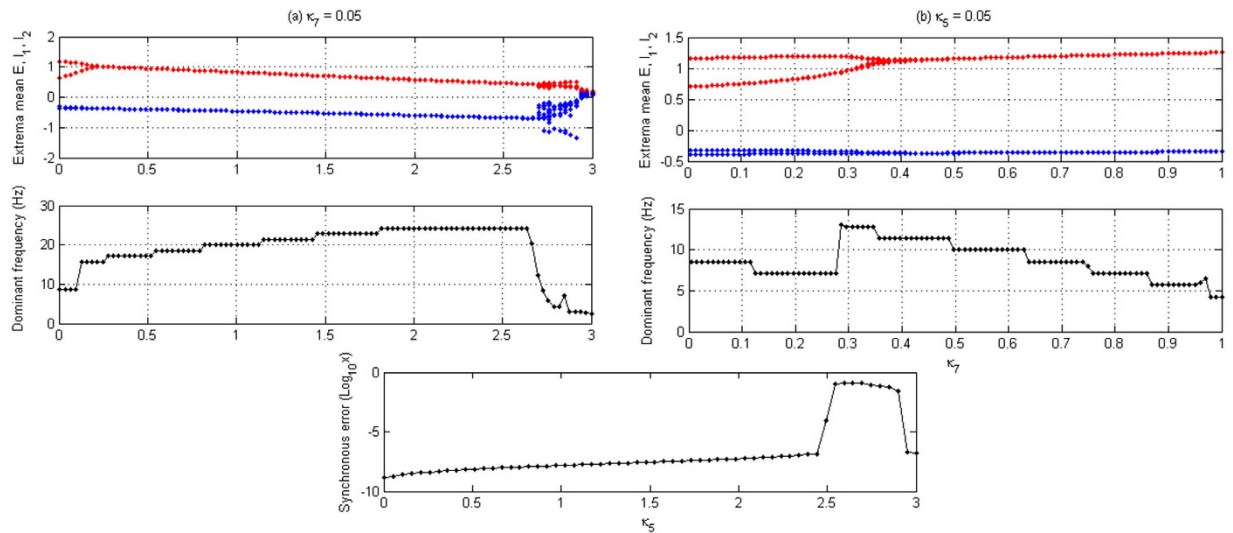 (a) κ7 = 0.05
Extrema mean E, I1, I2
2
1
0
-1
-2
0 0.5 1 1.5 2 2.5 3
Dominant frequency (Hz)
30
20
10
0
0 0.5 1 1.5 2 2.5 3
(b) κ5 = 0.05
Extrema mean E, I1, I2
1.5
1
0.5
0
-0.5
0 0.1 0.2 0.3 0.4 0.5 0.6 0.7 0.8 0.9 1
Dominant frequency (Hz)
15
10
5
0
0 0.1 0.2 0.3 0.4 0.5 0.6 0.7 0.8 0.9 1
κ7
Synchronous error (Log10x)
0
-5
-10
0 0.5 1 1.5 2 2.5 3
κ5